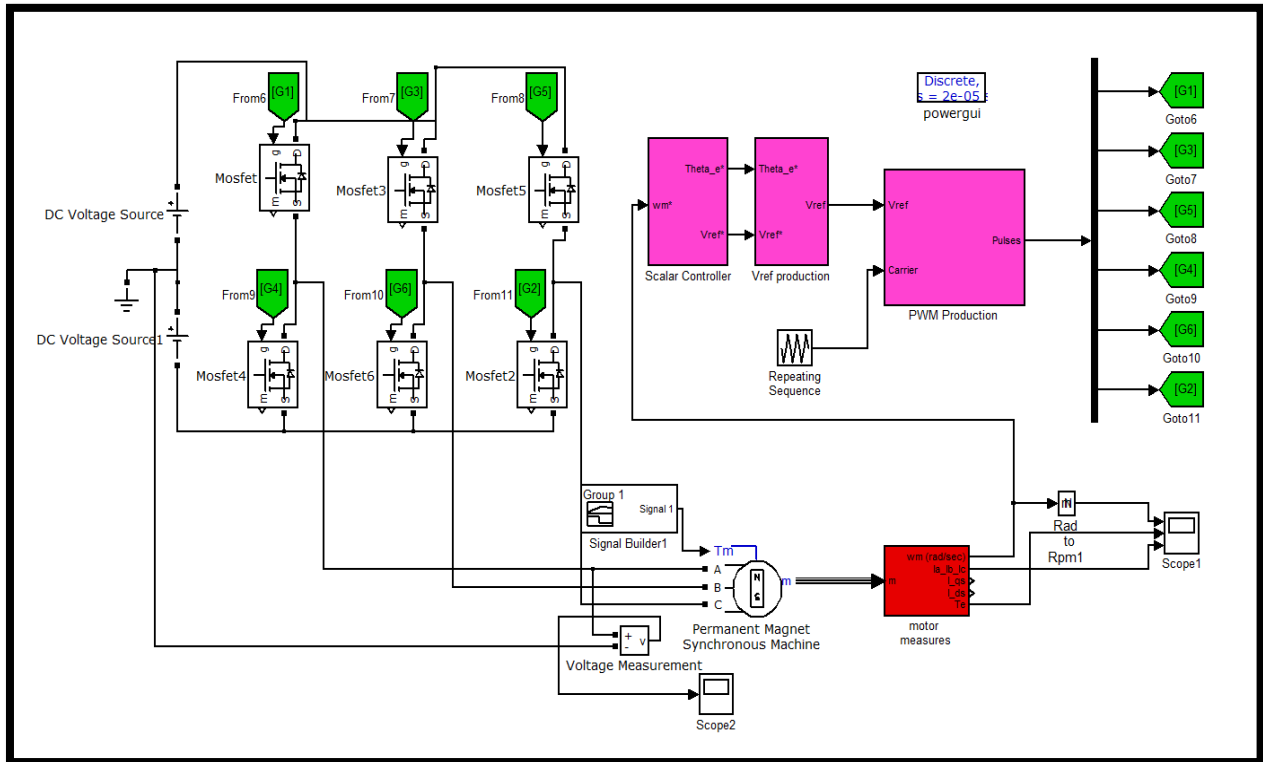 [G1]
From6
[G3]
From7
[G5]
From8
g
D
m
S
Mosfet
g
D
m
S
Mosfet3
g
D
m
S
Mosfet5
+
DC Voltage Source
[G4]
From9
[G6]
From10
[G2]
From11
+
DC Voltage Source1
g
D
m
S
Mosfet4
g
D
m
S
Mosfet6
g
D
m
S
Mosfet2
Discrete,
s = 2e-05
powergui
wm*
Theta_e*
Vref*
Scalar Controller
Theta_e*
Vref*
Vref
Vref production
Vref
Carrier
Pulses
PWM Production
Repeating
Sequence
[G1]
Goto6
[G3]
Goto7
[G5]
Goto8
[G4]
Goto9
[G6]
Goto10
[G2]
Goto11
Group 1
Signal 1
Signal Builder1
Tm
A
B
C
N
S
m
Permanent Magnet
Synchronous Machine
+
-
v
Voltage Measurement
Scope2
m
wm (rad/sec)
Ia_Ib_Ic
I_qs
I_ds
Te
motor
measures
Rad
to
Rpm1
Scope1